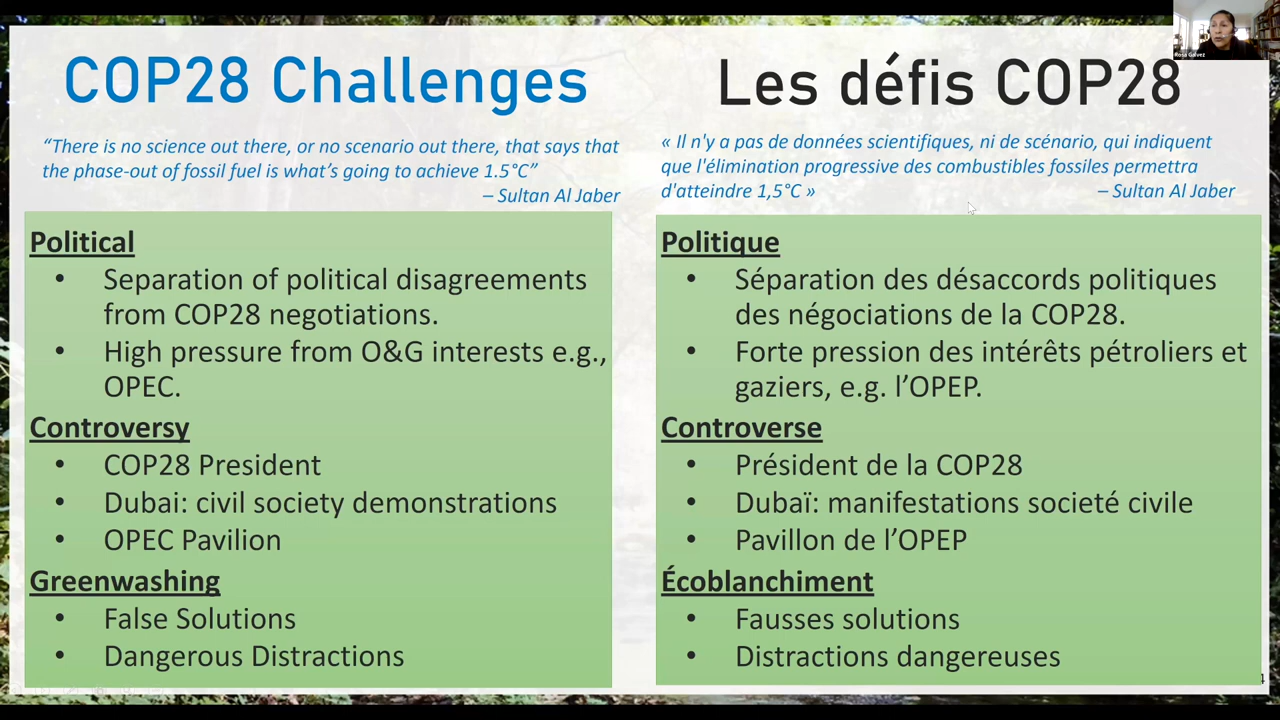 COP28 Challenges
“There is no science out there, or no scenario out there, that says that
the phase-out of fossil fuel is what’s going to achieve 1.5°C”
– Sultan Al Jaber
Political
• Separation of political disagreements
from COP28 negotiations.
• High pressure from O&G interests e.g.,
OPEC.
Controversy
• COP28 President
• Dubai: civil society demonstrations
• OPEC Pavilion
Greenwashing
• False Solutions
• Dangerous Distractions
Les défis COP28
« Il n'y a pas de données scientifiques, ni de scénario, qui indiquent
que l'élimination progressive des combustibles fossiles permettra
d'atteindre 1,5°C » – Sultan Al Jaber
Politique
• Séparation des désaccords politiques
des négociations de la COP28.
• Forte pression des intérêts pétroliers et
gaziers, e.g. l’OPEP.
Controverse
• Président de la COP28
• Dubaï: manifestations societé civile
• Pavillon de l’OPEP
Écoblanchiment
• Fausses solutions
• Distractions dangereuses
Rosa Galvez
4